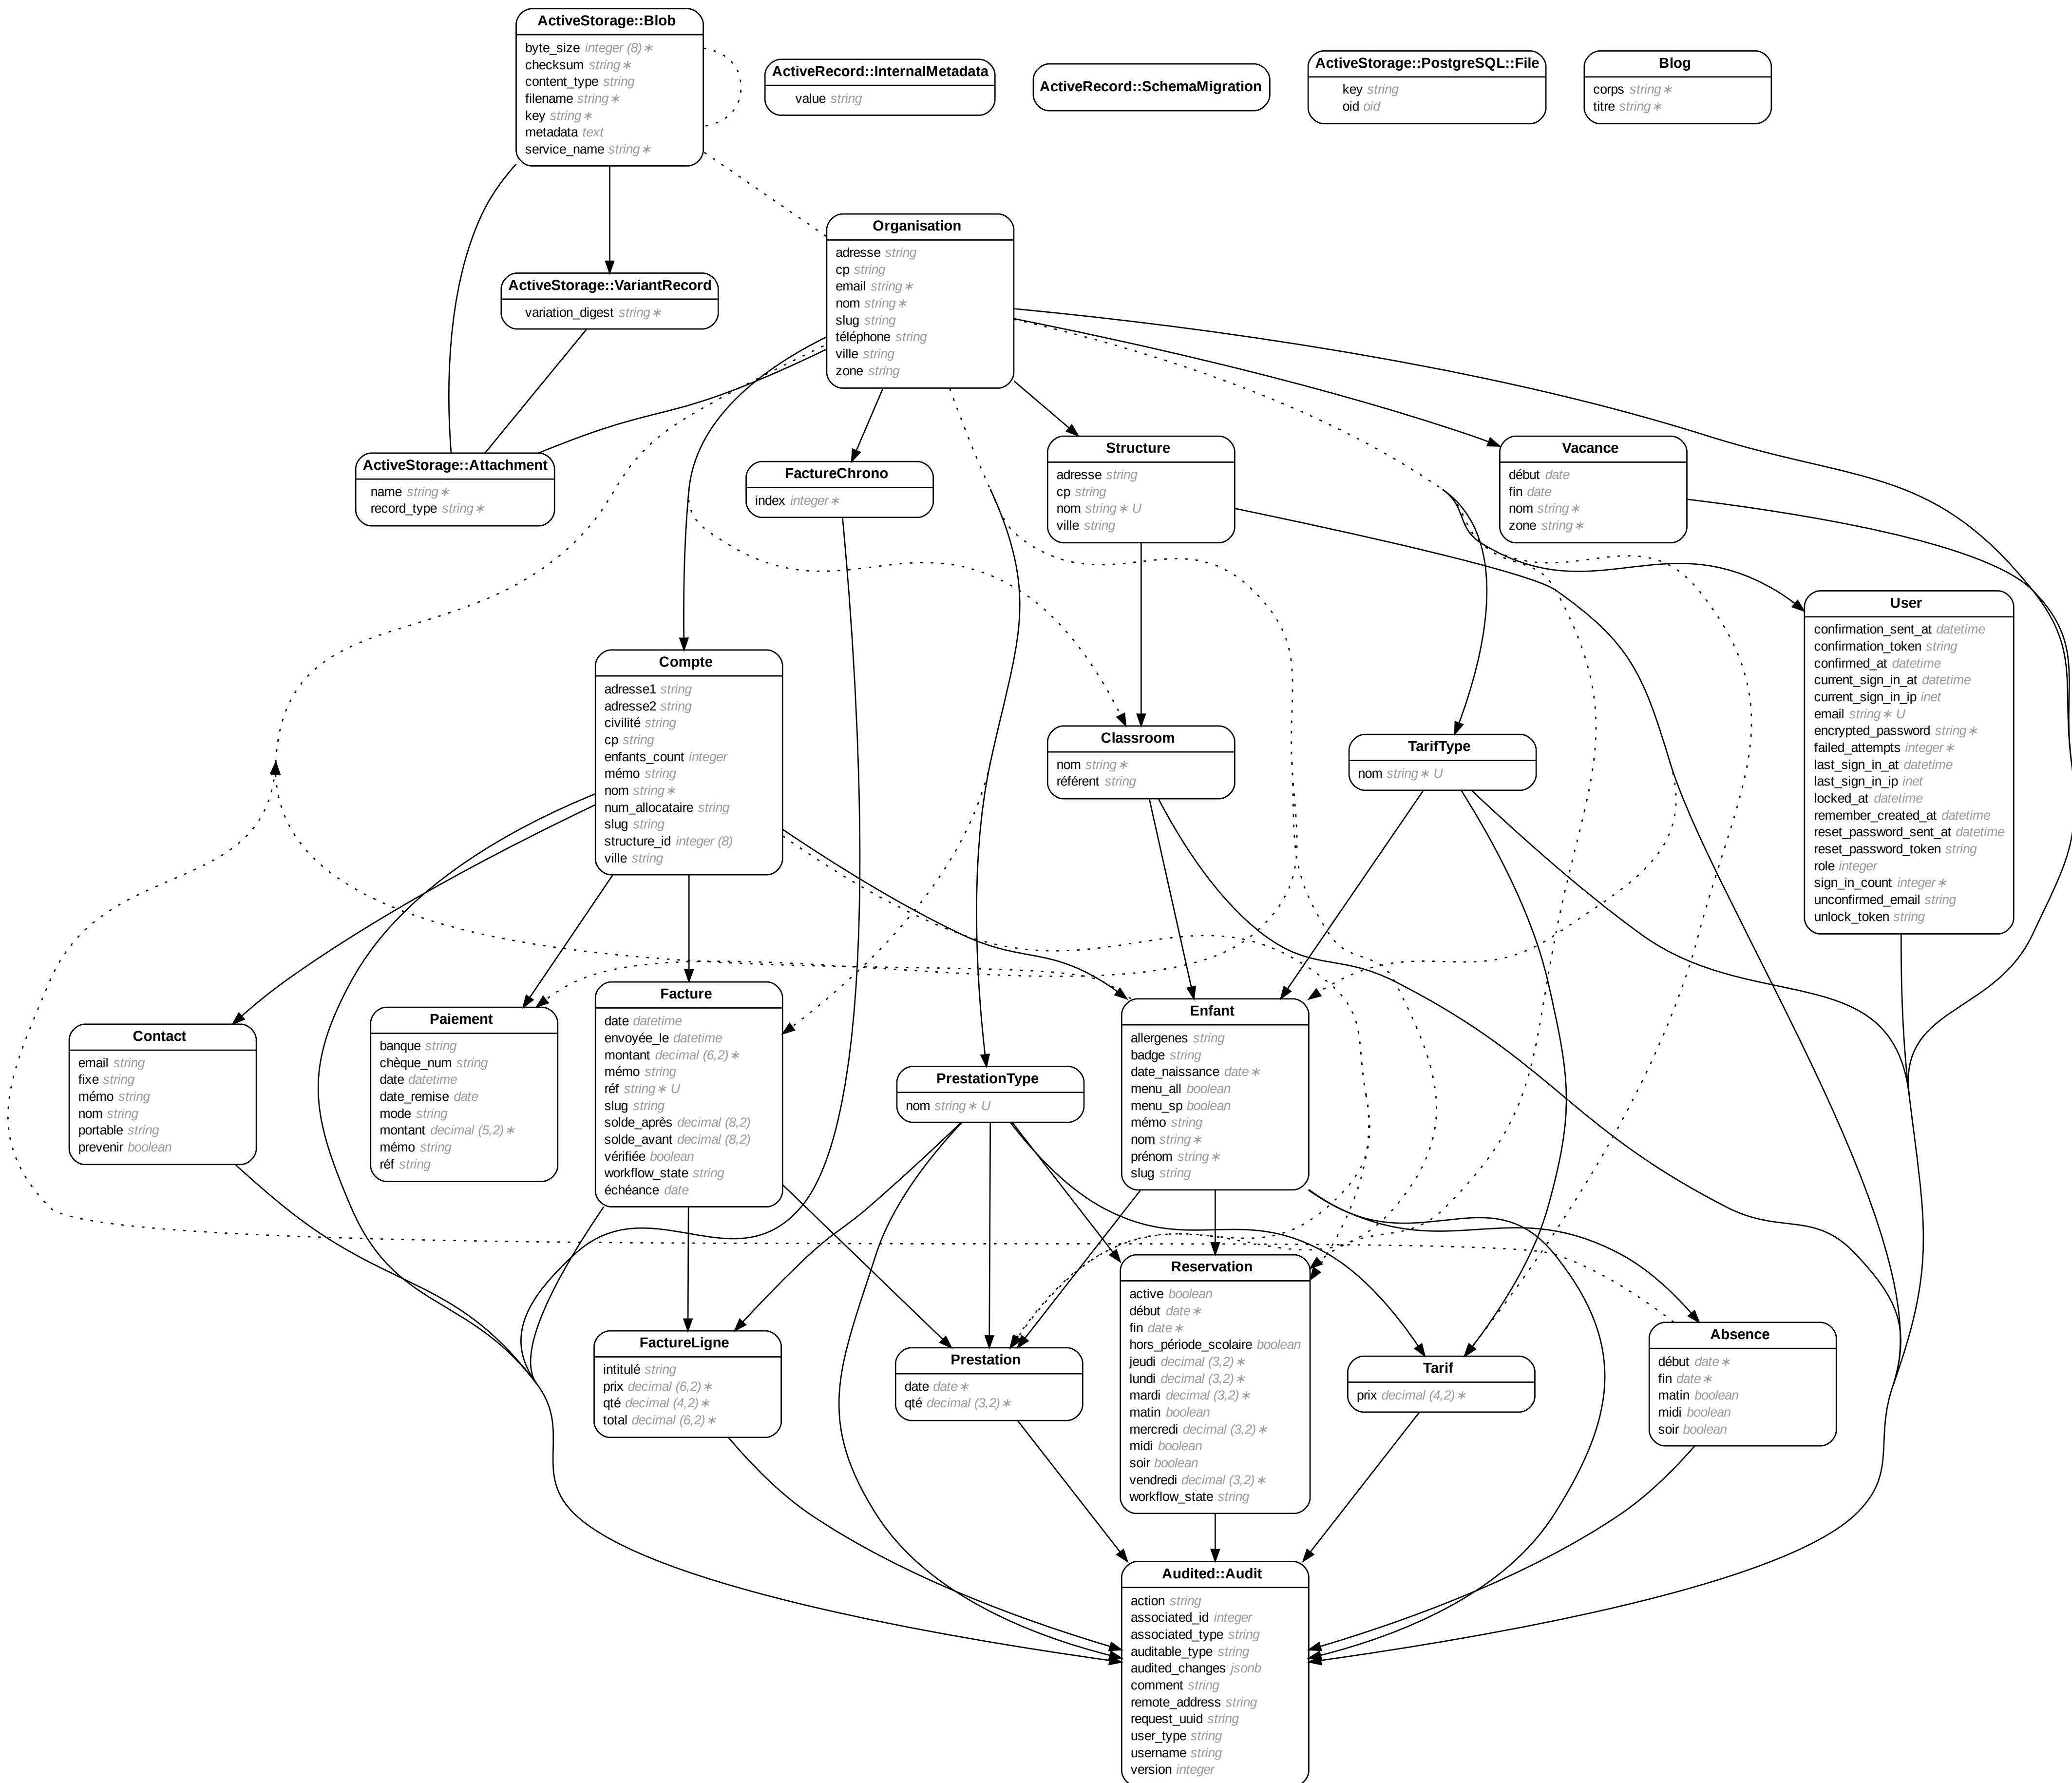 ActiveStorage::Blob
byte_size integer (8) ∗
checksum string ∗
content_type string
filename string ∗
key string ∗
metadata text
service_name string ∗
ActiveRecord::InternalMetadata
value string
ActiveRecord::SchemaMigration
ActiveStorage::PostgreSQL::File
key string
oid oid
Blog
corps string ∗
titre string ∗
Organisation
adresse string
cp string
email string ∗
nom string ∗
slug string
téléphone string
ville string
zone string
ActiveStorage::VariantRecord
variation_digest string ∗
ActiveStorage::Attachment
name string ∗
record_type string ∗
FactureChrono
index integer ∗
Structure
adresse string
cp string
nom string ∗ U
ville string
Vacance
début date
fin date
nom string ∗
zone string ∗
User
confirmation_sent_at datetime
confirmation_token string
confirmed_at datetime
current_sign_in_at datetime
current_sign_in_ip inet
email string ∗ U
encrypted_password string ∗
failed_attempts integer ∗
last_sign_in_at datetime
last_sign_in_ip inet
locked_at datetime
remember_created_at datetime
reset_password_sent_at datetime
reset_password_token string
role integer
sign_in_count integer ∗
unconfirmed_email string
unlock_token string
Compte
adresse1 string
adresse2 string
civilité string
cp string
enfants_count integer
mémo string
nom string ∗
num_allocataire string
slug string
structure_id integer (8)
ville string
Classroom
nom string ∗
référent string
TarifType
nom string ∗ U
Contact
email string
fixe string
mémo string
nom string
portable string
prevenir boolean
Paiement
banque string
chèque_num string
date datetime
date_remise date
mode string
montant decimal (5,2) ∗
mémo string
réf string
Facture
date datetime
envoyée_le datetime
montant decimal (6,2) ∗
mémo string
réf string ∗ U
slug string
solde_après decimal (8,2)
solde_avant decimal (8,2)
vérifiée boolean
workflow_state string
échéance date
PrestationType
nom string ∗ U
Enfant
allergenes string
badge string
date_naissance date ∗
menu_all boolean
menu_sp boolean
mémo string
nom string ∗
prénom string ∗
slug string
FactureLigne
intitulé string
prix decimal (6,2) ∗
qté decimal (4,2) ∗
total decimal (6,2) ∗
Prestation
date date ∗
qté decimal (3,2) ∗
Reservation
active boolean
début date ∗
fin date ∗
hors_période_scolaire boolean
jeudi decimal (3,2) ∗
lundi decimal (3,2) ∗
mardi decimal (3,2) ∗
matin boolean
mercredi decimal (3,2) ∗
midi boolean
soir boolean
vendredi decimal (3,2) ∗
workflow_state string
Tarif
prix decimal (4,2) ∗
Absence
début date ∗
fin date ∗
matin boolean
midi boolean
soir boolean
Audited::Audit
action string
associated_id integer
associated_type string
auditable_type string
audited_changes jsonb
comment string
remote_address string
request_uuid string
user_type string
username string
version integer